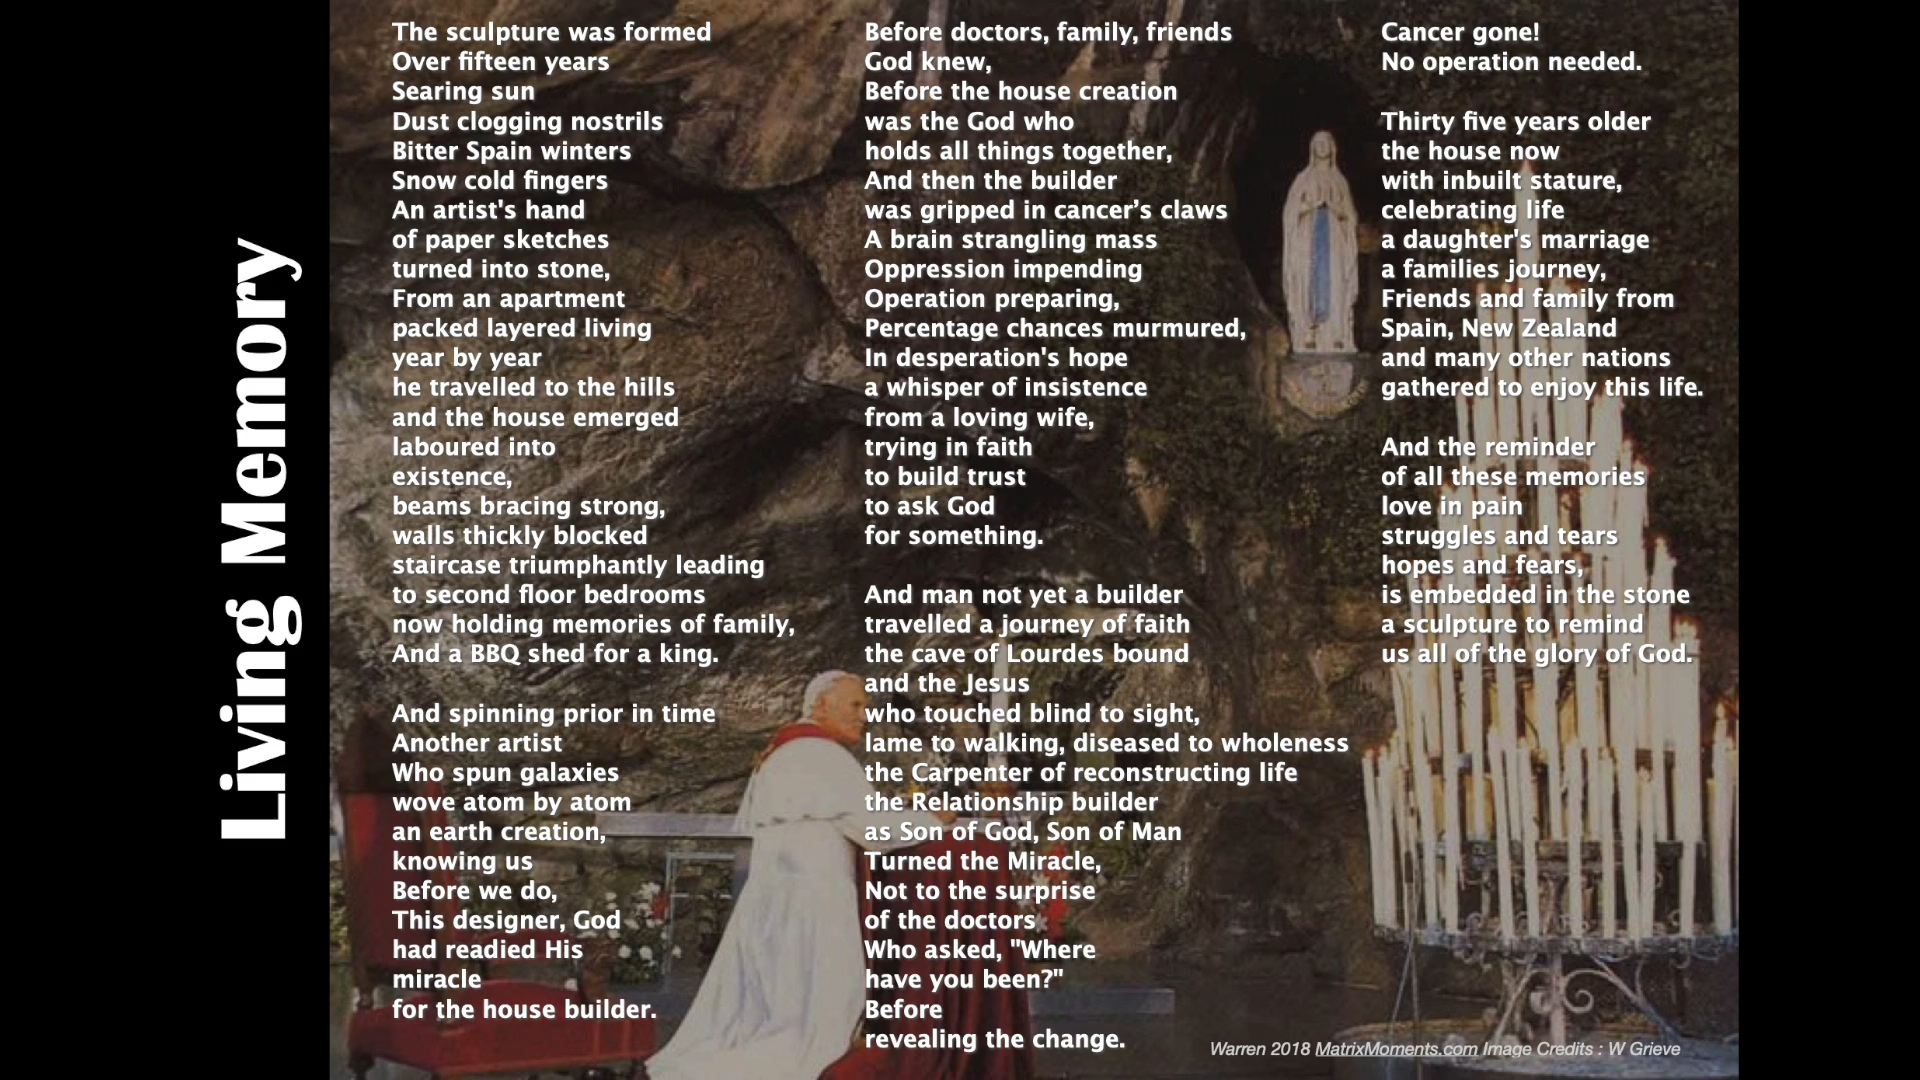 Living Memory
The sculpture was formed
Over fifteen years
Searing sun
Dust clogging nostrils
Bitter Spain winters
Snow cold fingers
An artist's hand
of paper sketches
turned into stone,
From an apartment
packed layered living
year by year
he travelled to the hills
and the house emerged
laboured into
existence,
beams bracing strong,
walls thickly blocked
staircase triumphantly leading
to second floor bedrooms
now holding memories of family,
And a BBQ shed for a king.

And spinning prior in time
Another artist
Who spun galaxies
wove atom by atom
an earth creation,
knowing us
Before we do,
This designer, God
had readied His
miracle
for the house builder.

Before doctors, family, friends
God knew,
Before the house creation
was the God who
holds all things together,
And then the builder
was gripped in cancer’s claws
A brain strangling mass
Oppression impending
Operation preparing,
Percentage chances murmured,
In desperation's hope
a whisper of insistence
from a loving wife,
trying in faith
to build trust
to ask God
for something.

And man not yet a builder
travelled a journey of faith
the cave of Lourdes bound
and the Jesus
who touched blind to sight,
lame to walking, diseased to wholeness
the Carpenter of reconstructing life
the Relationship builder
as Son of God, Son of Man
Turned the Miracle,
Not to the surprise
of the doctors
Who asked, "Where
have you been?"
Before
revealing the change.

Cancer gone!
No operation needed.

Thirty five years older
the house now
with inbuilt stature,
celebrating life
a daughter's marriage
a families journey,
Friends and family from
Spain, New Zealand
and many other nations
gathered to enjoy this life.

And the reminder
of all these memories
love in pain
struggles and tears
hopes and fears,
is embedded in the stone
a sculpture to remind
us all of the glory of God.

Warren 2018 MatrixMoments.com Image Credits : W Grieve